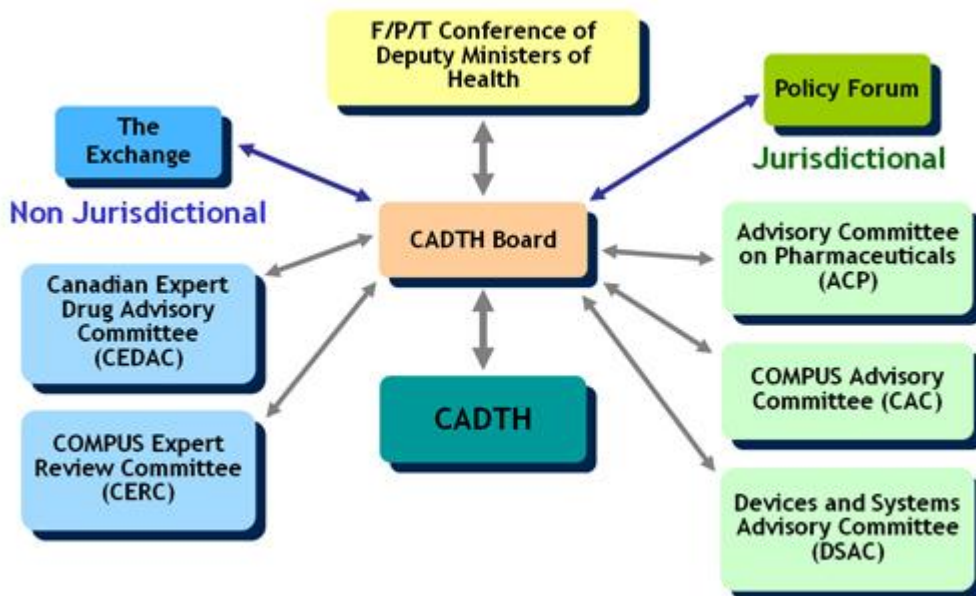 F/P/T Conference of
Deputy Ministers of
Health
The
Exchange
Policy Forum
Non Jurisdictional
Jurisdictional
CADTH Board
Canadian Expert
Drug Advisory
Committee
(CEDAC)
Advisory Committee
on Pharmaceuticals
(ACP)
CADTH
COMPUS Advisory
Committee (CAC)
COMPUS Expert
Review Committee
(CERC)
Devices and Systems
Advisory Committee
(DSAC)